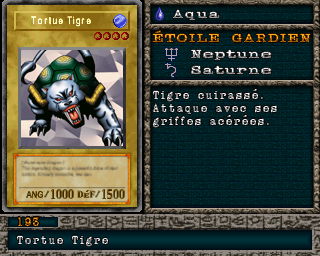 Tortue Tigre
ANG/1000 DÉF/1500
Aqua
ÉTOILE GARDIEN
Neptune
Saturne
Tigre cuirassé.
Attaque avec ses
griffes acérées.
193
Tortue Tigre